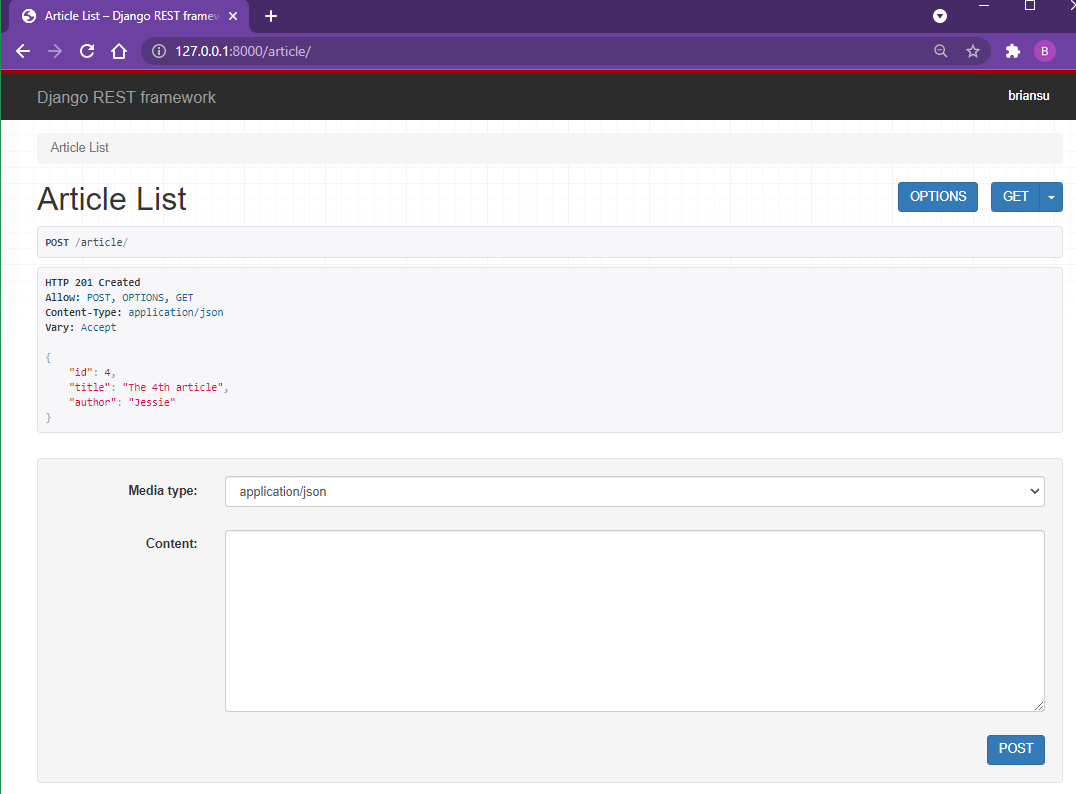 Article List – Django REST framew
127.0.0.1:8000/article/
B
Django REST framework
briansu
Article List
Article List
OPTIONS
GET
POST /article/
HTTP 201 Created
Allow: POST, OPTIONS, GET
Content-Type: application/json
Vary: Accept
{
"id": 4,
"title": "The 4th article",
"author": "Jessie"
}
Media type:
application/json
Content:
POST